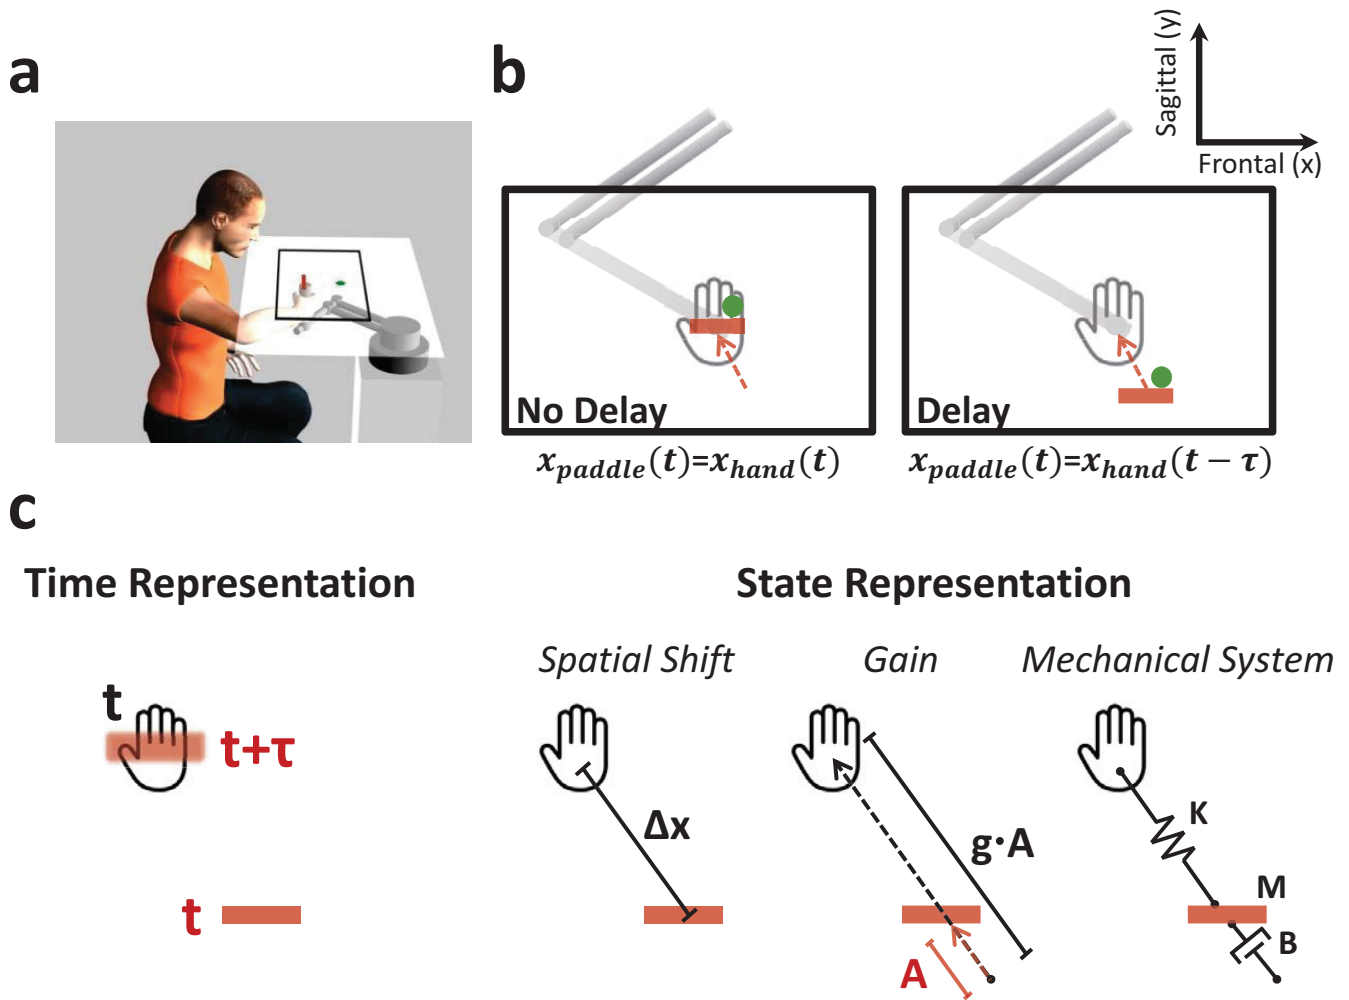 a
b
Sagittal (y)
Frontal (x)
No Delay
Delay
x_paddle(t)=x_hand(t)
x_paddle(t)=x_hand(t − τ)
c
Time Representation
State Representation
Spatial Shift
Gain
Mechanical System
t
t+τ
t
Δx
g·A
A
K
M
B